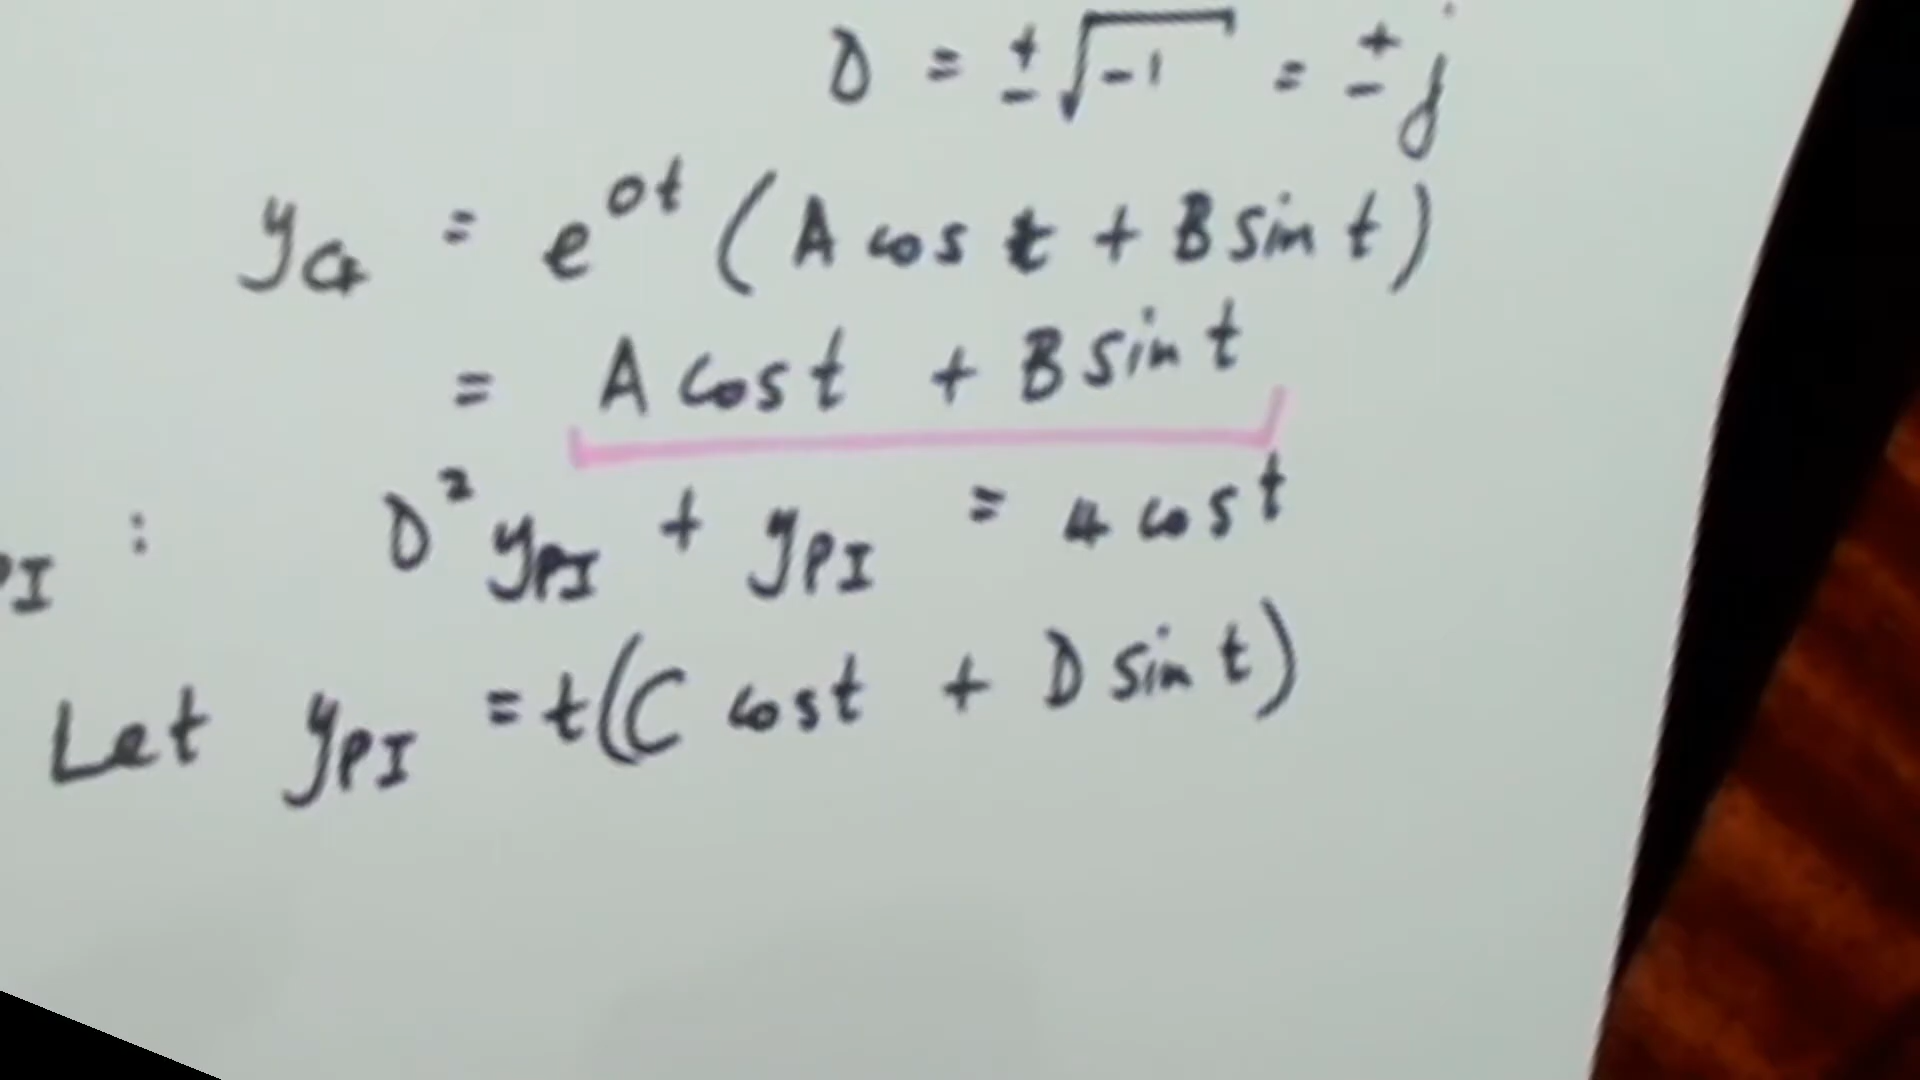 D = ±√-1 = ±j
y_CF = e^0t (A cos t + B sin t)
= A cos t + B sin t
PI : D² y_PI + y_PI = 4 cos t
Let y_PI = t(C cos t + D sin t)